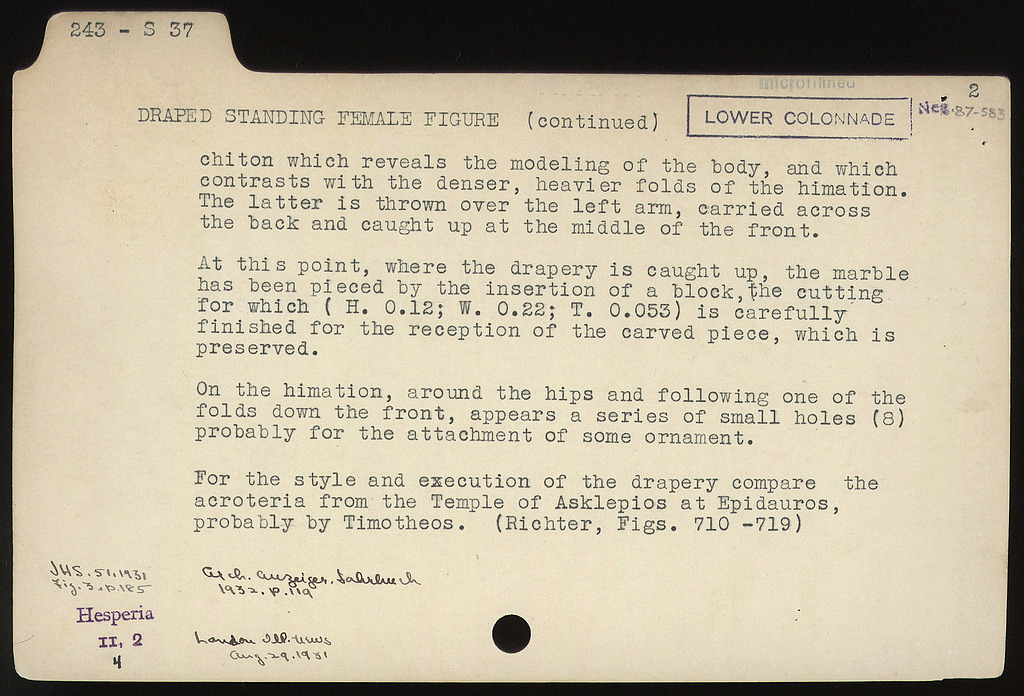 243 - S 37
microfilmed
2
DRAPED STANDING FEMALE FIGURE (continued)
LOWER COLONNADE
Neg. 87-583
chiton which reveals the modeling of the body, and which
contrasts with the denser, heavier folds of the himation.
The latter is thrown over the left arm, carried across
the back and caught up at the middle of the front.
At this point, where the drapery is caught up, the marble
has been pieced by the insertion of a block, the cutting
for which ( H. 0.12; W. 0.22; T. 0.053) is carefully
finished for the reception of the carved piece, which is
preserved.
On the himation, around the hips and following one of the
folds down the front, appears a series of small holes (8)
probably for the attachment of some ornament.
For the style and execution of the drapery compare the
acroteria from the Temple of Asklepios at Epidauros,
probably by Timotheos. (Richter, Figs. 710 -719)
JHS. 51, 1931
Fig. 3, p. 185
Arch. Anzeiger, Jahrbuch
1932, p. 119
Hesperia
II, 2
4
London Ill. News
Aug. 29, 1931